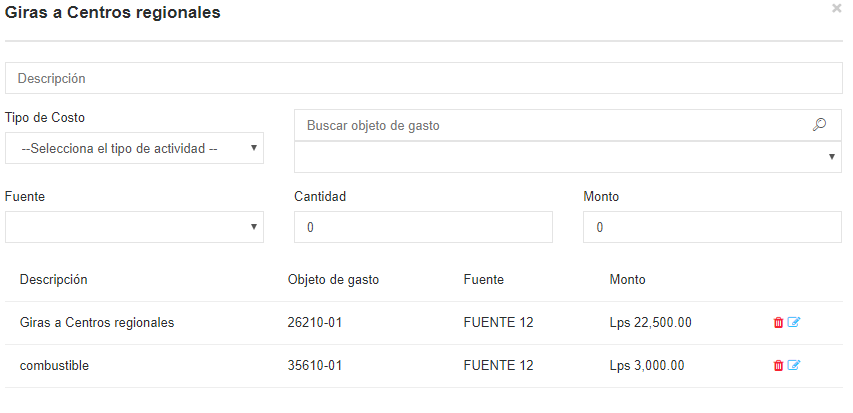 Giras a Centros regionales
×
Descripción
Tipo de Costo
--Selecciona el tipo de actividad --
Buscar objeto de gasto
Fuente Cantidad Monto
0 0
Descripción Objeto de gasto Fuente Monto
Giras a Centros regionales 26210-01 FUENTE 12 Lps 22,500.00
combustible 35610-01 FUENTE 12 Lps 3,000.00